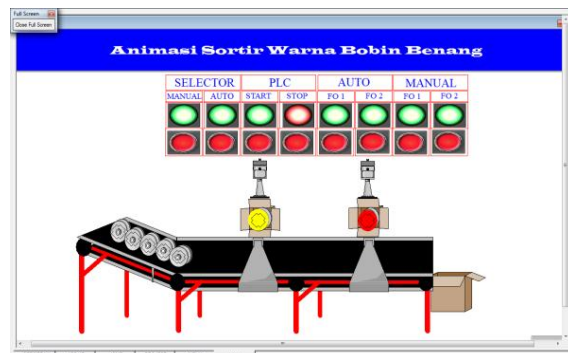 Full Screen
Close Full Screen
Animasi Sortir Warna Bobin Benang
SELECTOR PLC AUTO MANUAL
MANUAL AUTO START STOP FO 1 FO 2 FO 1 FO 2